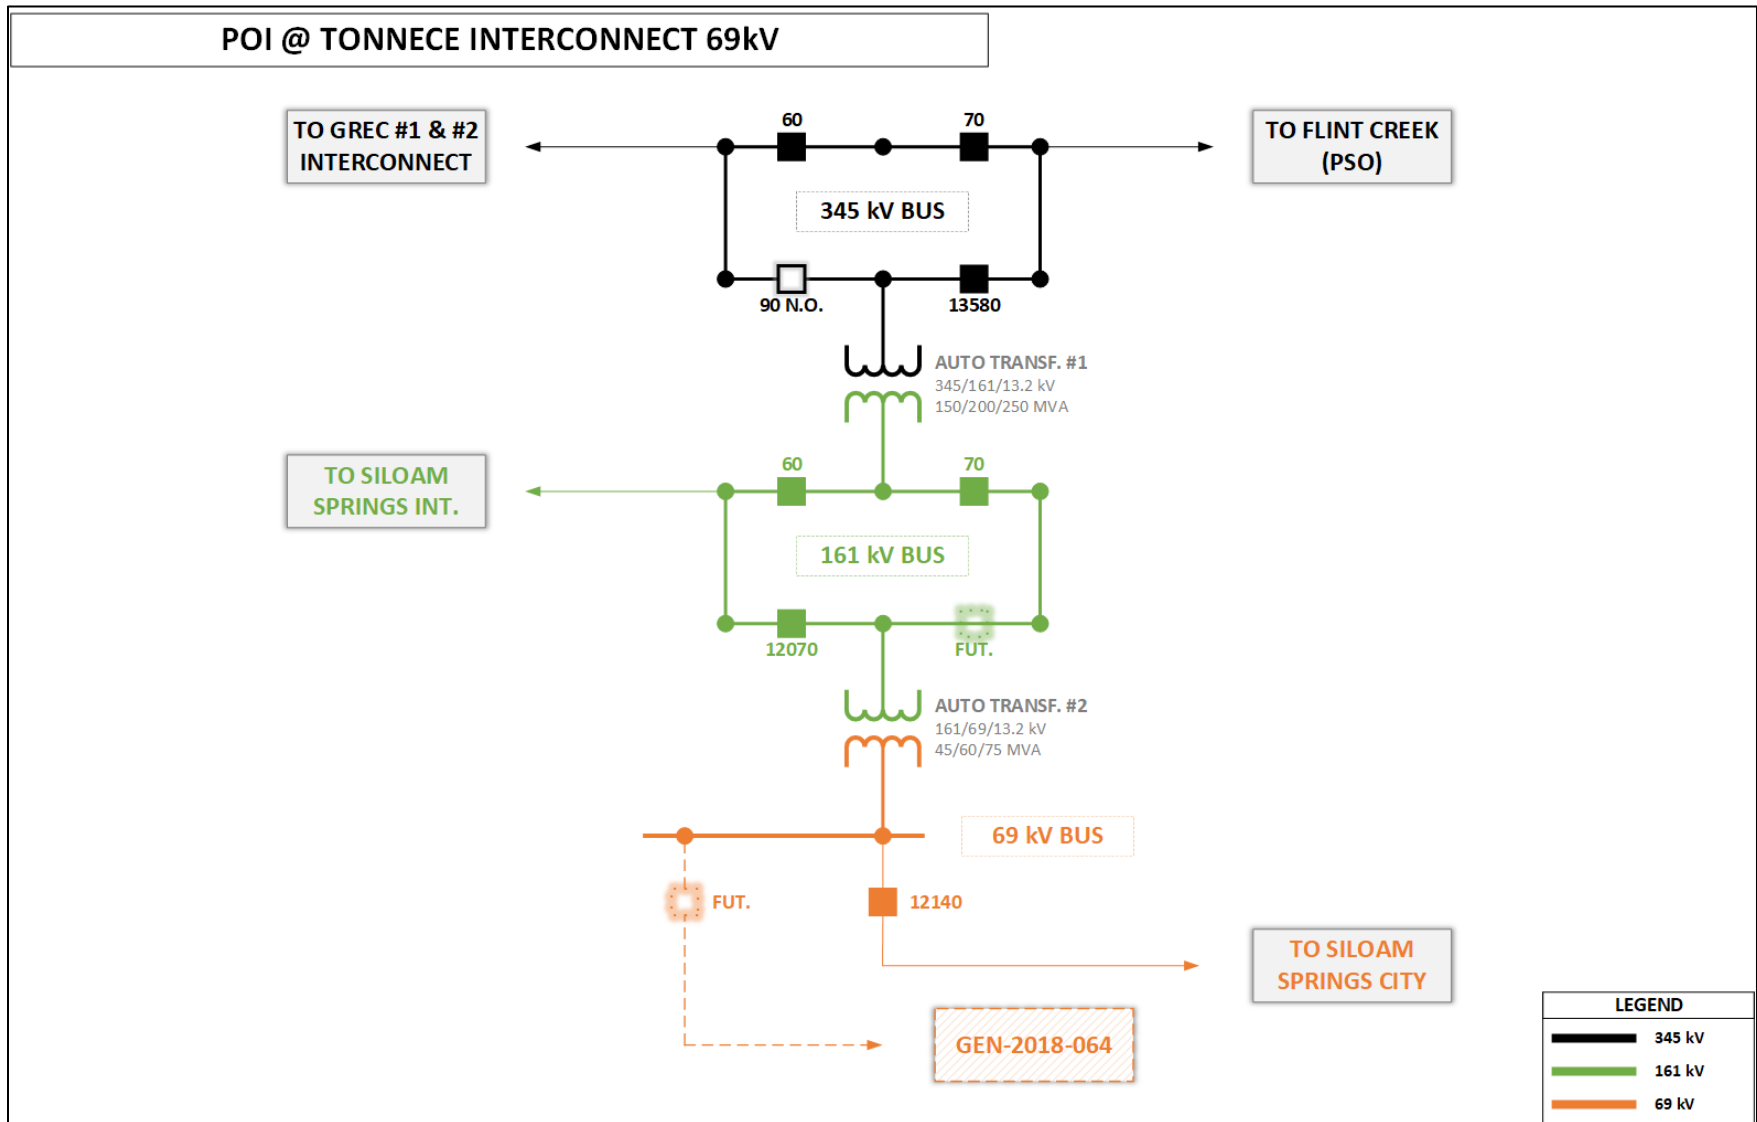 POI @ TONNECE INTERCONNECT 69kV
TO GREC #1 & #2
INTERCONNECT
60
70
TO FLINT CREEK
(PSO)
345 kV BUS
90 N.O.
13580
AUTO TRANSF. #1
345/161/13.2 kV
150/200/250 MVA
TO SILOAM
SPRINGS INT.
60
70
161 kV BUS
12070
FUT.
AUTO TRANSF. #2
161/69/13.2 kV
45/60/75 MVA
69 kV BUS
FUT.
12140
TO SILOAM
SPRINGS CITY
GEN-2018-064
LEGEND
345 kV
161 kV
69 kV